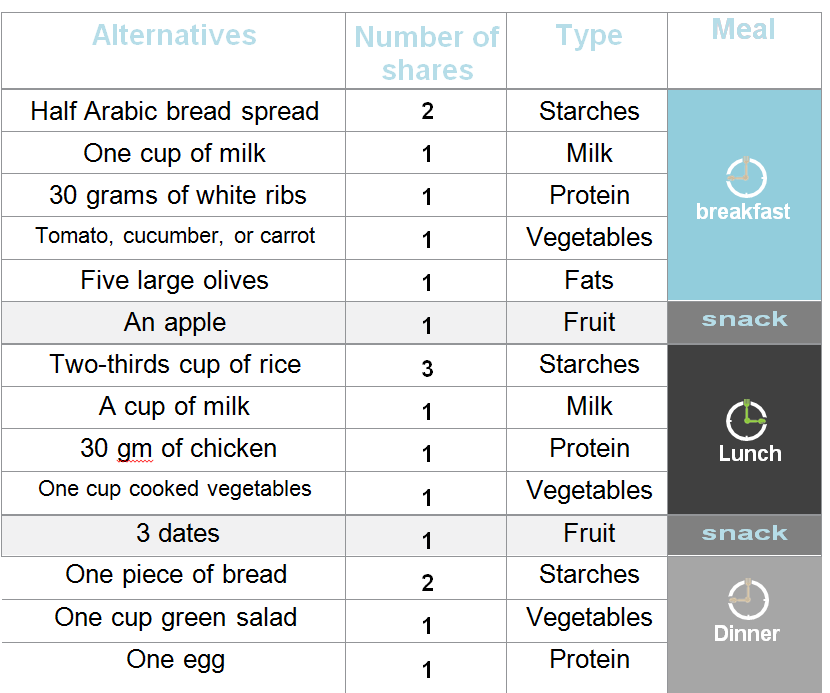 Alternatives Number of shares Type Meal
Half Arabic bread spread 2 Starches
One cup of milk 1 Milk
30 grams of white ribs 1 Protein
breakfast
Tomato, cucumber, or carrot 1 Vegetables
Five large olives 1 Fats
An apple 1 Fruit snack
Two-thirds cup of rice 3 Starches
A cup of milk 1 Milk
30 gm of chicken 1 Protein Lunch
One cup cooked vegetables 1 Vegetables
3 dates 1 Fruit snack
One piece of bread 2 Starches
One cup green salad 1 Vegetables Dinner
One egg 1 Protein